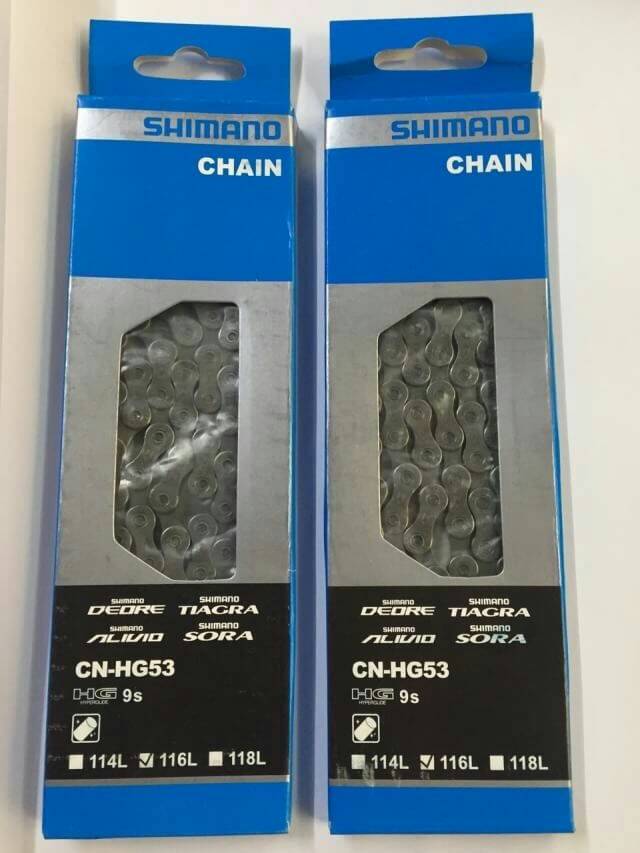 SHIMANO
CHAIN
SHIMANO
DEORE
SHIMANO
TIAGRA
SHIMANO
ALIVIO
SHIMANO
SORA
CN-HG53
HG 9s
HYPERGLIDE
114L 116L 118L
SHIMANO
CHAIN
SHIMANO
DEORE
SHIMANO
TIAGRA
SHIMANO
ALIVIO
SHIMANO
SORA
CN-HG53
HG 9s
HYPERGLIDE
114L 116L 118L